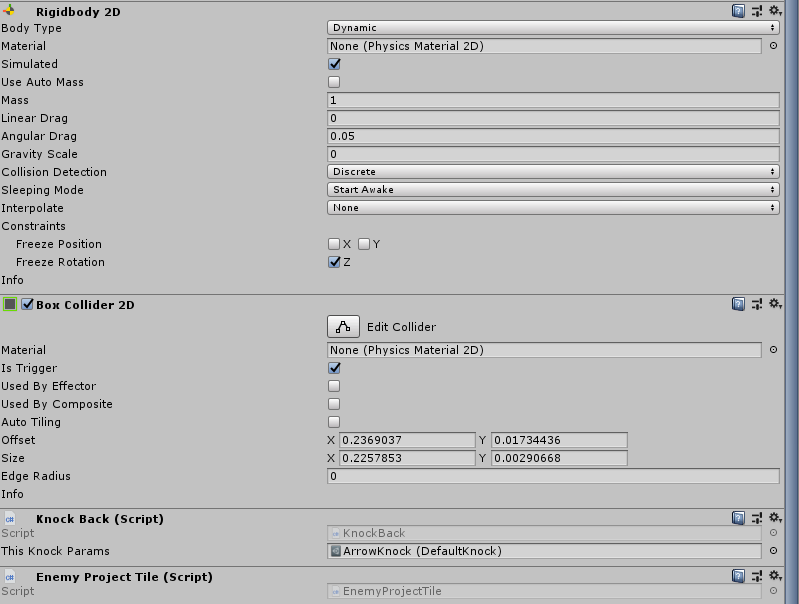 Rigidbody 2D
Body Type Dynamic
Material None (Physics Material 2D)
Simulated
Use Auto Mass
Mass 1
Linear Drag 0
Angular Drag 0.05
Gravity Scale 0
Collision Detection Discrete
Sleeping Mode Start Awake
Interpolate None
Constraints
Freeze Position X Y
Freeze Rotation Z
Info
Box Collider 2D
Edit Collider
Material None (Physics Material 2D)
Is Trigger
Used By Effector
Used By Composite
Auto Tiling
Offset X 0.2369037 Y 0.01734436
Size X 0.2257853 Y 0.00290668
Edge Radius 0
Info
C# Knock Back (Script)
Script KnockBack
This Knock Params ArrowKnock (DefaultKnock)
C# Enemy Project Tile (Script)
Script EnemyProjectTile